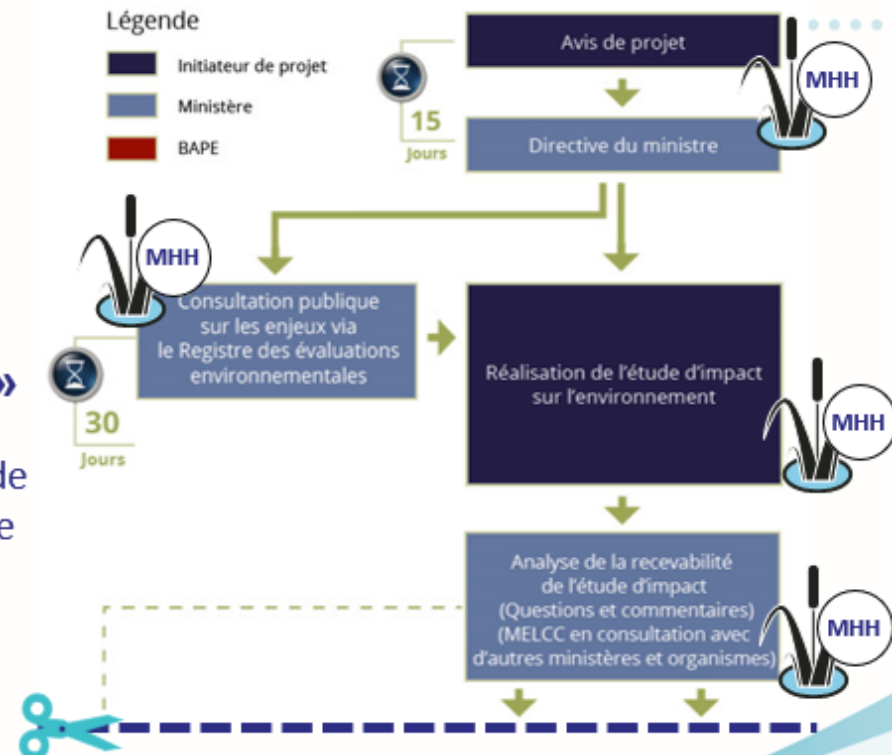 Légende
Initiateur de projet
Ministère
BAPE
15
Jours
Avis de projet
MHH
Directive du ministre
MHH
Consultation publique
sur les enjeux via
le Registre des évaluations
environnementales
30
Jours
»
de
e
Réalisation de l'étude d'impact
sur l'environnement
MHH
Analyse de la recevabilité
de l'étude d'impact
(Questions et commentaires)
(MELCC en consultation avec
d'autres ministères et organismes)
MHH